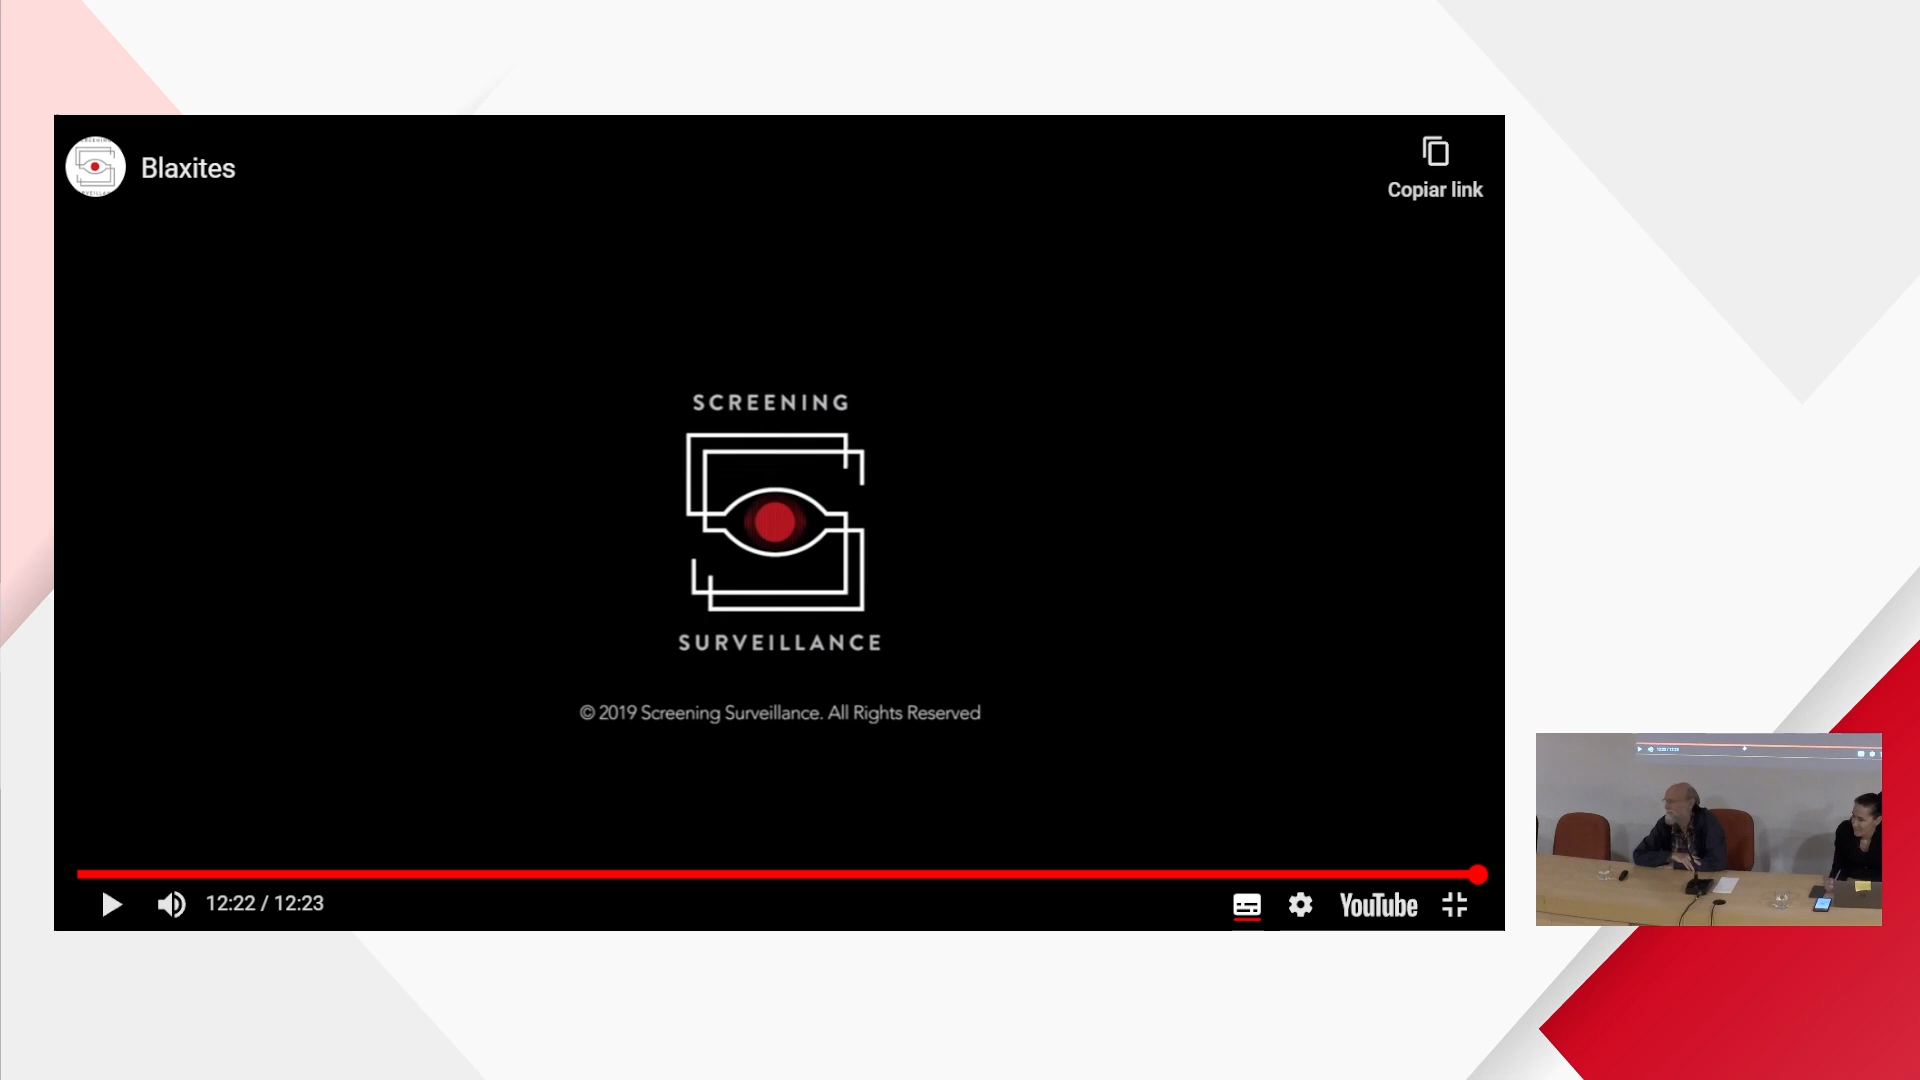 Blaxites
Copiar link
SCREENING
SURVEILLANCE
© 2019 Screening Surveillance. All Rights Reserved
12:22 / 12:23
YouTube